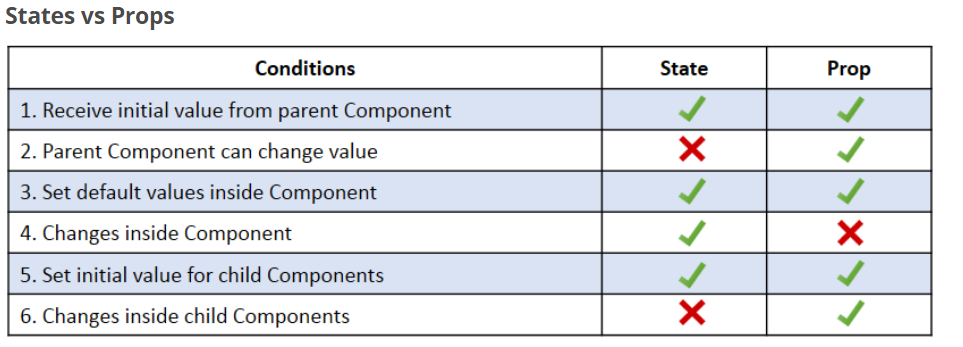 States vs Props
Conditions State Prop
1. Receive initial value from parent Component
2. Parent Component can change value
3. Set default values inside Component
4. Changes inside Component
5. Set initial value for child Components
6. Changes inside child Components